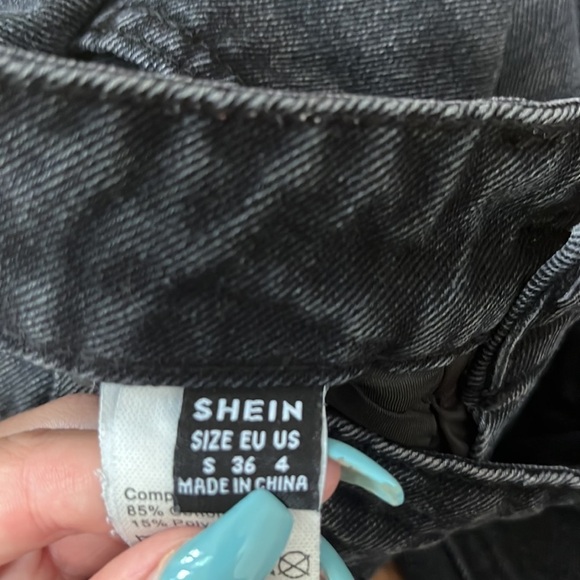 SHEIN
SIZE EU US
S 36 4
MADE IN CHINA
85%
15%